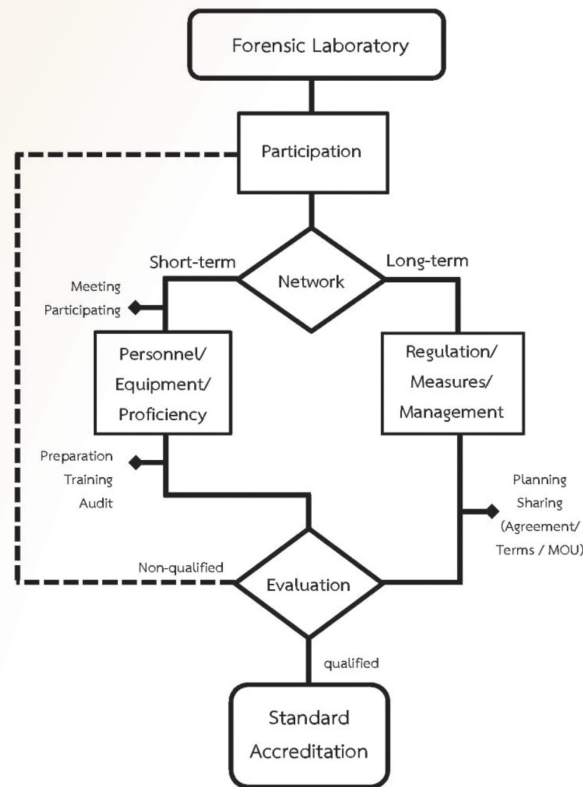 Forensic Laboratory
Participation
Short-term
Network
Long-term
Meeting
Participating
Personnel/
Equipment/
Proficiency
Regulation/
Measures/
Management
Preparation
Training
Audit
Planning
Sharing
(Agreement/
Terms / MOU)
Non-qualified
Evaluation
qualified
Standard
Accreditation